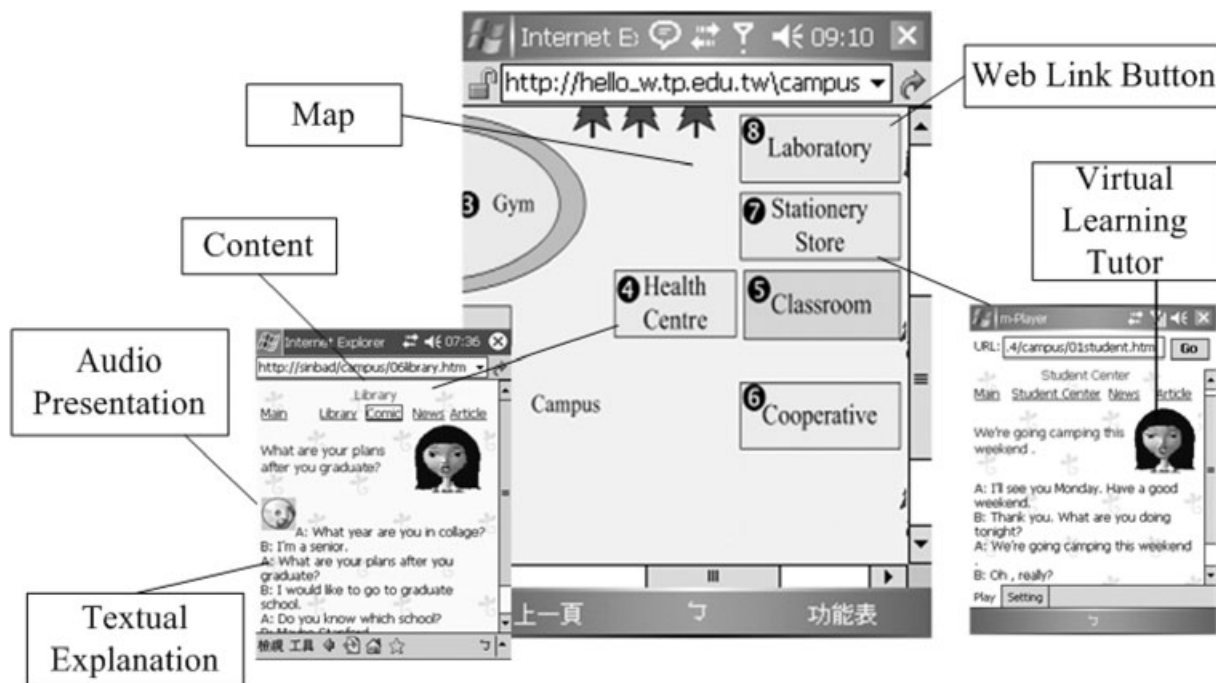 Internet Ex 09:10
http://hello_w.tp.edu.tw\campus
Web Link Button
Map
8
Laboratory
3 Gym
7 Stationery
Store
Virtual
Learning
Tutor
Content
4 Health
Centre
5 Classroom
Campus
6 Cooperative
上一頁 ㄅ 功能表
Audio
Presentation
Textual
Explanation
Internet Explorer 07:36
http://sinbad/campus/06library.htm
Library
Main Library Comic News Article
What are your plans
after you graduate?
A: What year are you in collage?
B: I'm a senior.
A: What are your plans after you
graduate?
B: I would like to go to graduate
school.
A: Do you know which school?
B: Maybe Stanford
檢視 工具 ㄅ
m-Player
URL: .4/campus/01student.htm Go
Student Center
Main Student Center News Article
We're going camping this
weekend .
A: I'll see you Monday. Have a good
weekend.
B: Thank you. What are you doing
tonight?
A: We're going camping this weekend
.
B: Oh , really?
Play Setting
ㄅ